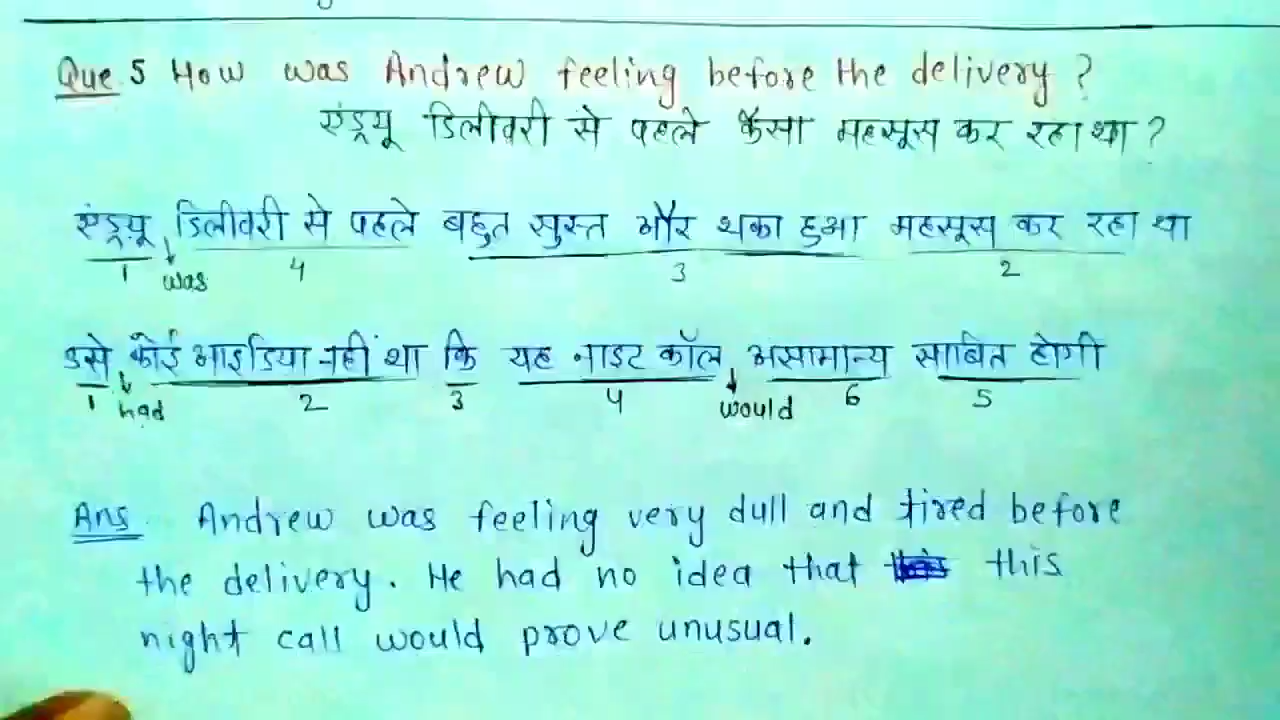 Que 5 How was Andrew feeling before the delivery ?
एंड्रयू डिलीवरी से पहले कैसा महसूस कर रहा था ?
एंड्रयू डिलीवरी से पहले बहुत सुस्त और थका हुआ महसूस कर रहा था
1 was 4 3 2
उसे कोई आइडिया नहीं था कि यह नाइट कॉल असामान्य साबित होगी
1 had 2 3 4 would 6 5
Ans Andrew was feeling very dull and tired before
the delivery. He had no idea that this
night call would prove unusual.